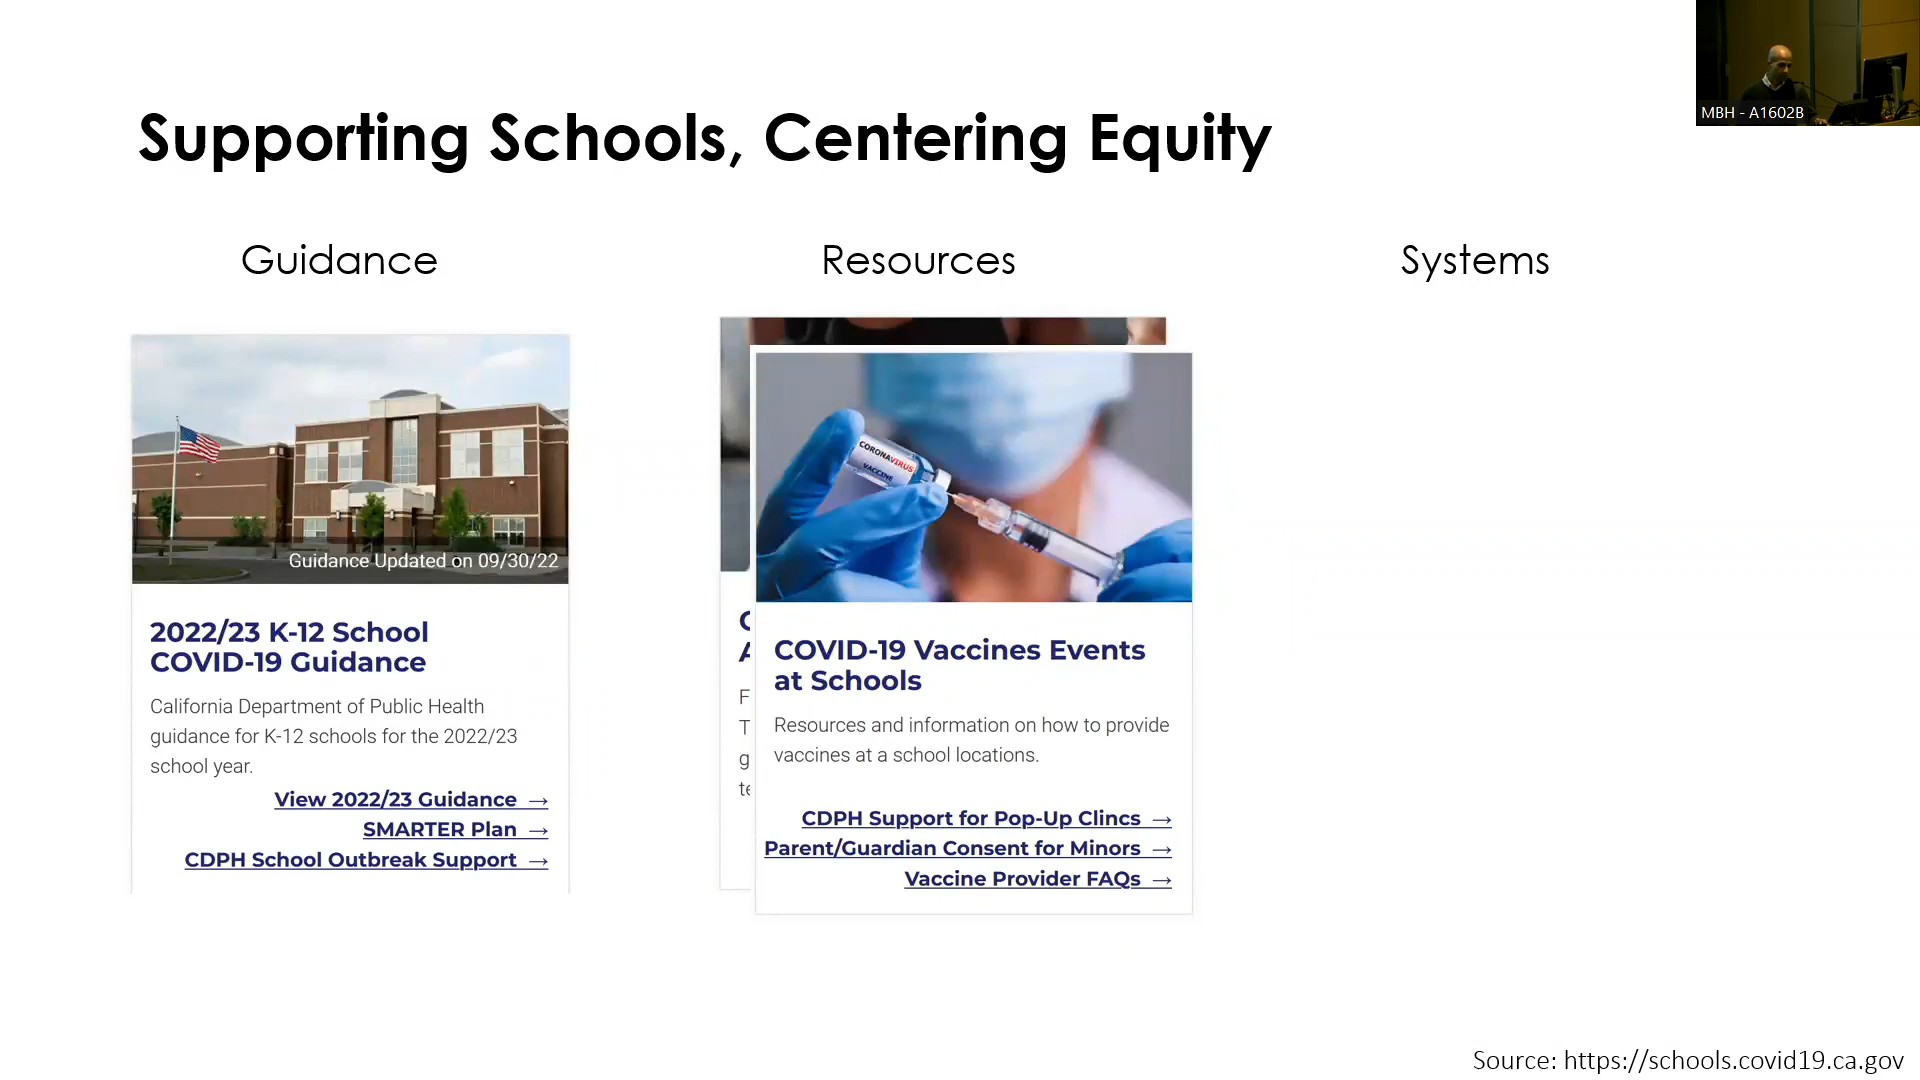 MBH - A1602B
Supporting Schools, Centering Equity
Guidance
Resources
Systems
Guidance Updated on 09/30/22
2022/23 K-12 School
COVID-19 Guidance
California Department of Public Health
guidance for K-12 schools for the 2022/23
school year.
View 2022/23 Guidance →
SMARTER Plan →
CDPH School Outbreak Support →
CORONAVIRUS
VACCINE
COVID-19 Vaccines Events
at Schools
Resources and information on how to provide
vaccines at a school locations.
CDPH Support for Pop-Up Clincs →
Parent/Guardian Consent for Minors →
Vaccine Provider FAQs →
Source: https://schools.covid19.ca.gov